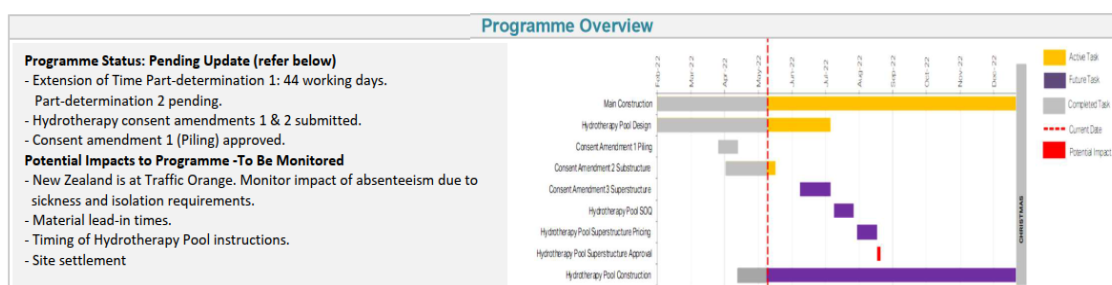 Programme Overview
Programme Status: Pending Update (refer below)
- Extension of Time Part-determination 1: 44 working days.
Part-determination 2 pending.
- Hydrotherapy consent amendments 1 & 2 submitted.
- Consent amendment 1 (Piling) approved.
Potential Impacts to Programme -To Be Monitored
- New Zealand is at Traffic Orange. Monitor impact of absenteeism due to
sickness and isolation requirements.
- Material lead-in times.
- Timing of Hydrotherapy Pool instructions.
- Site settlement
Feb-22
Mar-22
Apr-22
May-22
Jun-22
Jul-22
Aug-22
Sep-22
Oct-22
Nov-22
Dec-22
Main Construction
Hydrotherapy Pool Design
Consent Amendment 1 Piling
Consent Amendment 2 Substructure
Consent Amendment 3 Superstructure
Hydrotherapy Pool SOQ
Hydrotherapy Pool Superstructure Pricing
Hydrotherapy Pool Superstructure Approval
Hydrotherapy Pool Construction
CHRISTMAS
Active Task
Future Task
Completed Task
Current Date
Potential Impact